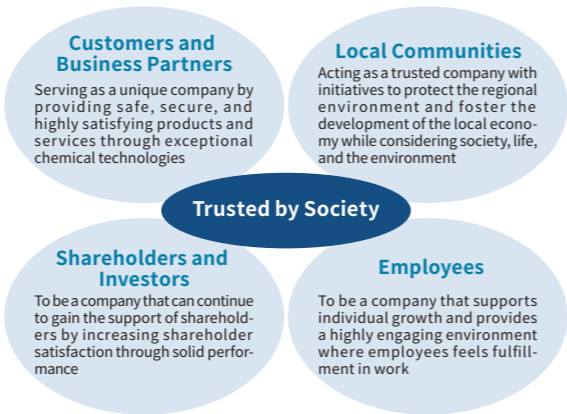 Customers and
Business Partners
Serving as a unique company by
providing safe, secure, and
highly satisfying products and
services through exceptional
chemical technologies
Local Communities
Acting as a trusted company with
initiatives to protect the regional
environment and foster the
development of the local econo-
my while considering society, life,
and the environment
Trusted by Society
Shareholders and
Investors
To be a company that can continue
to gain the support of sharehold-
ers by increasing shareholder
satisfaction through solid perfor-
mance
Employees
To be a company that supports
individual growth and provides
a highly engaging environment
where employees feels fulfill-
ment in work